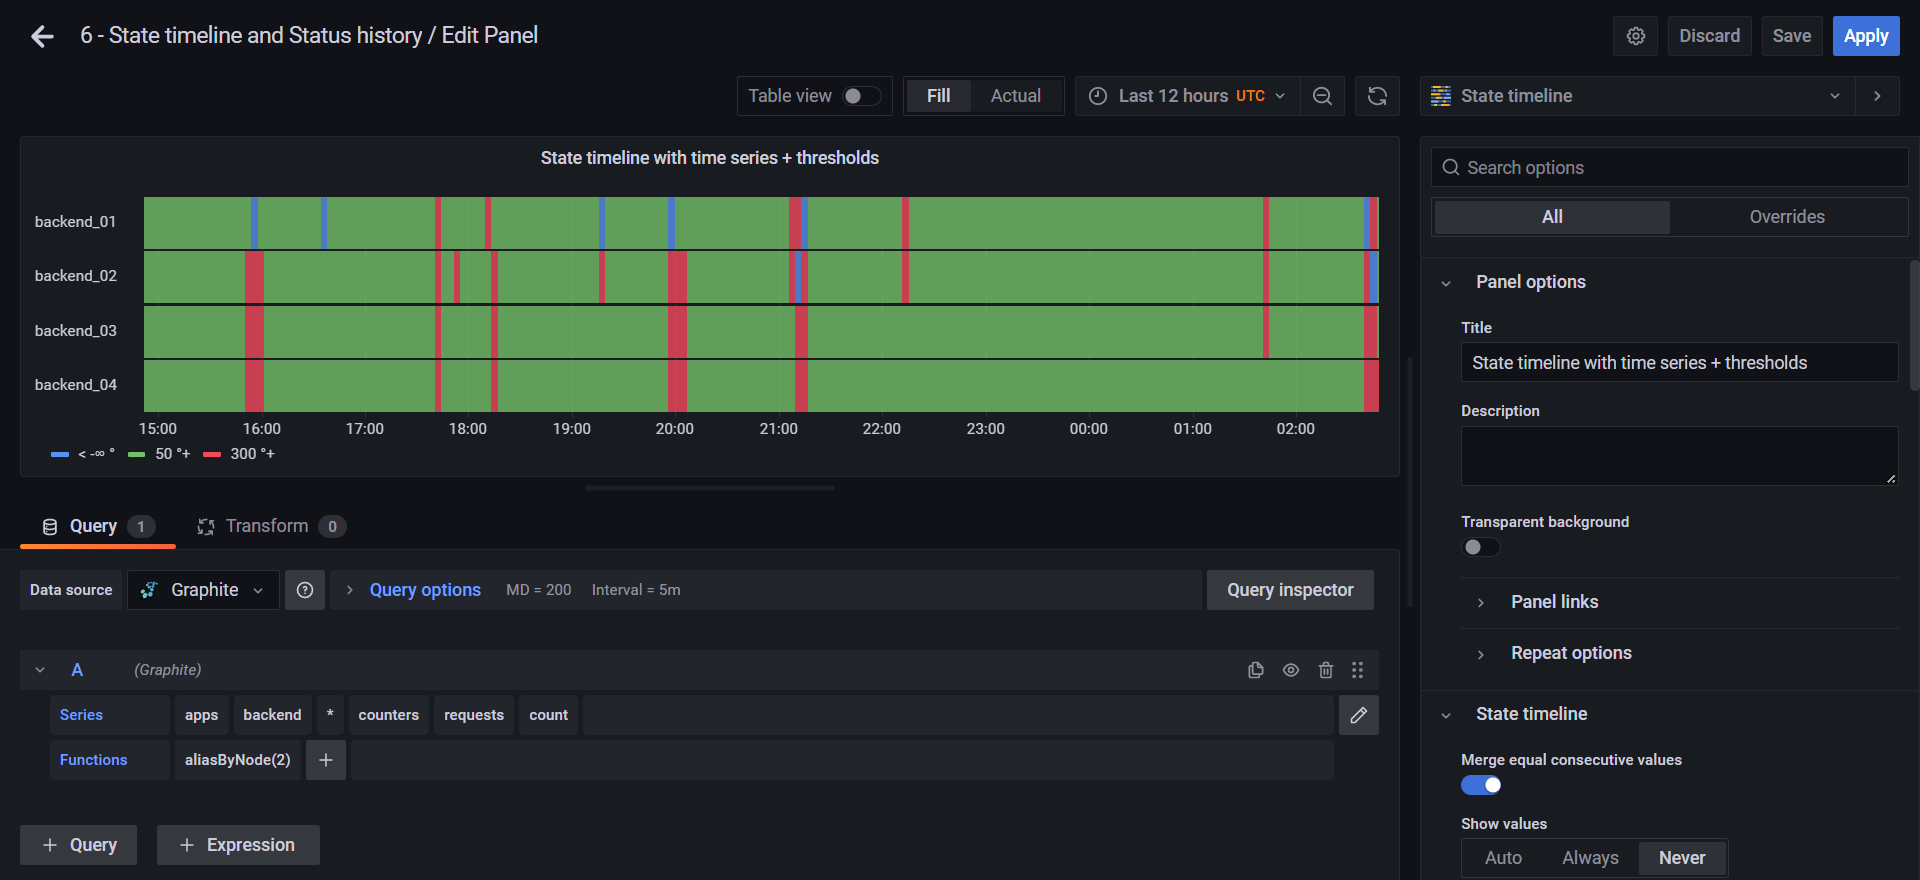 6 - State timeline and Status history / Edit Panel
Discard
Save
Apply
Table view
Fill
Actual
Last 12 hours UTC
State timeline
State timeline with time series + thresholds
backend_01
backend_02
backend_03
backend_04
15:00 16:00 17:00 18:00 19:00 20:00 21:00 22:00 23:00 00:00 01:00 02:00
< -∞ ° 50 °+ 300 °+
Query 1
Transform 0
Data source
Graphite
Query options
MD = 200
Interval = 5m
Query inspector
A (Graphite)
Series apps backend * counters requests count
Functions aliasByNode(2) +
+ Query
+ Expression
Search options
All
Overrides
Panel options
Title
State timeline with time series + thresholds
Description
Transparent background
Panel links
Repeat options
State timeline
Merge equal consecutive values
Show values
Auto Always Never